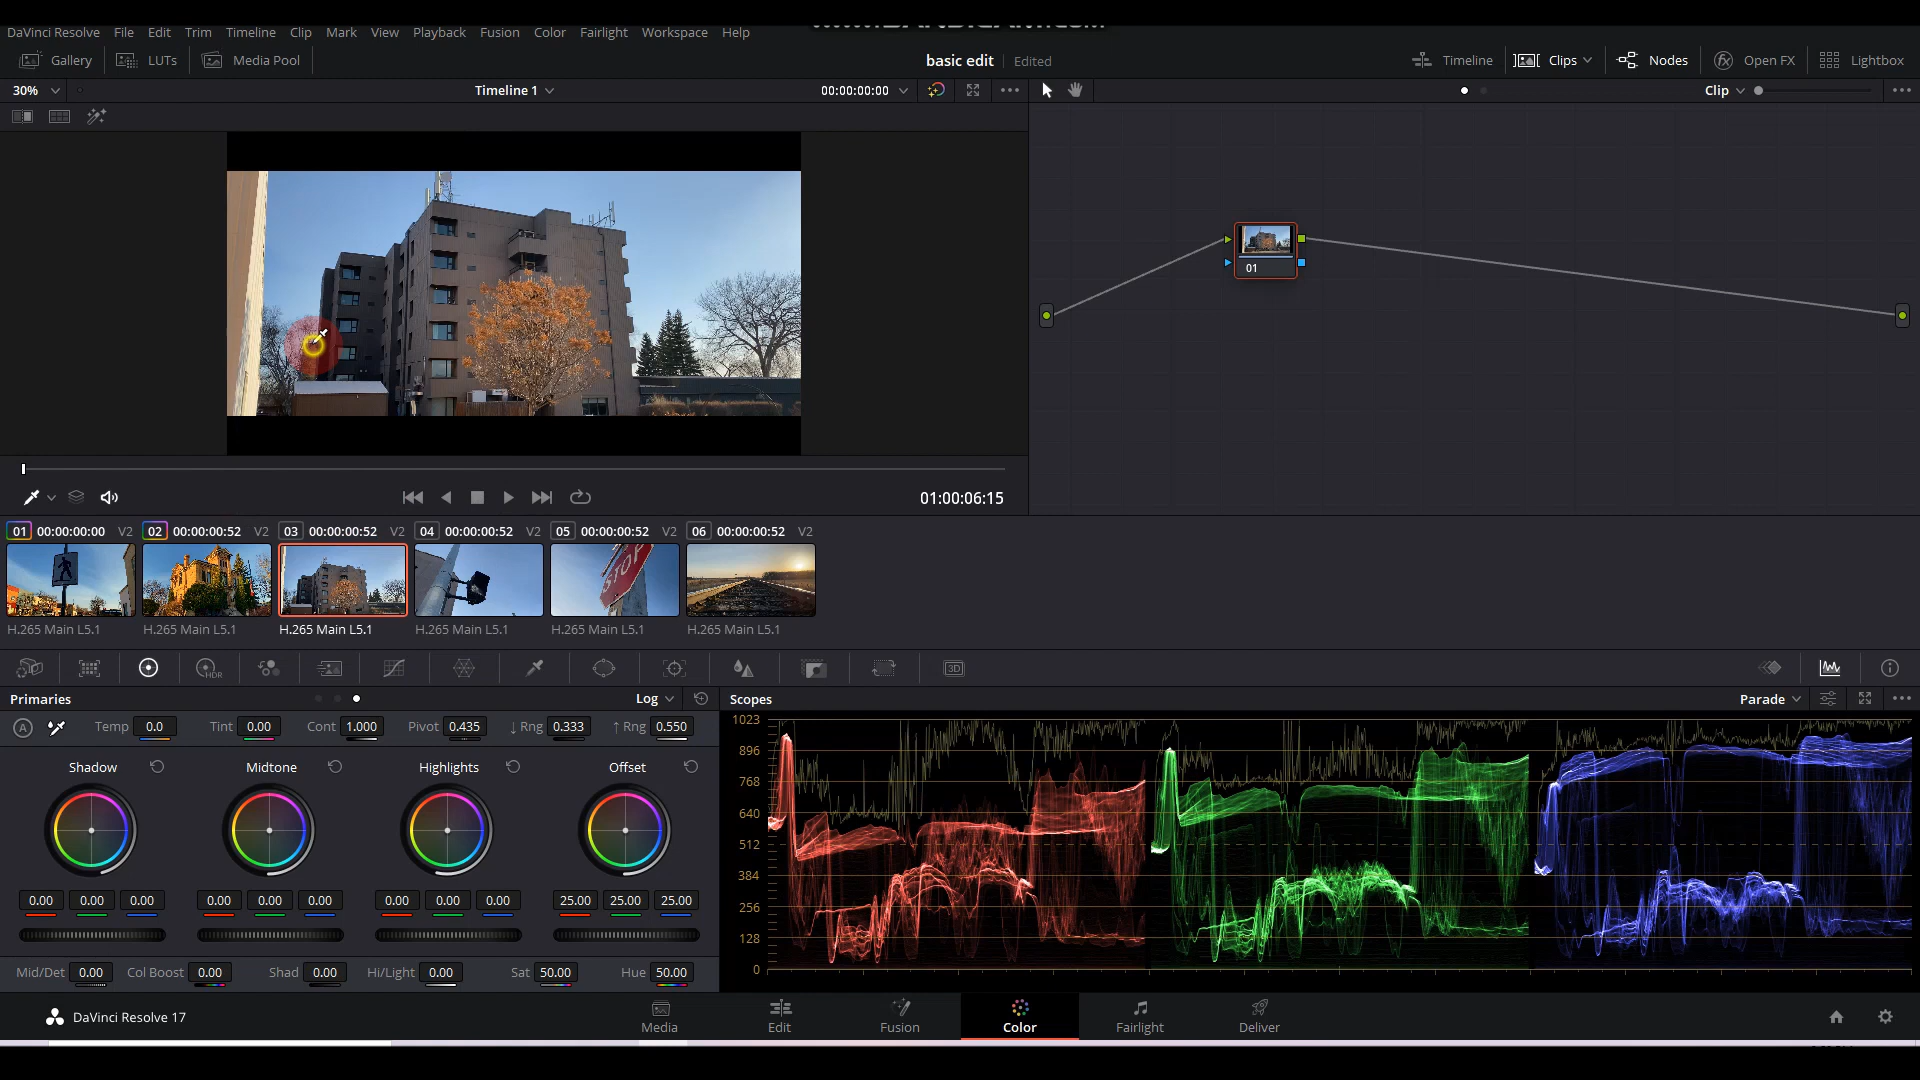 DaVinci Resolve File Edit Trim Timeline Clip Mark View Playback Fusion Color Fairlight Workspace Help
Gallery LUTs Media Pool basic edit Edited Timeline Clips Nodes fx Open FX Lightbox
30% Timeline 1 00:00:00:00 Clip
01
01:00:06:15
01 00:00:00:00 V2 02 00:00:00:52 V2 03 00:00:00:52 V2 04 00:00:00:52 V2 05 00:00:00:52 V2 06 00:00:00:52 V2
STOP
H.265 Main L5.1 H.265 Main L5.1 H.265 Main L5.1 H.265 Main L5.1 H.265 Main L5.1 H.265 Main L5.1
HDR 3D
Primaries Log Scopes Parade
A Temp 0.0 Tint 0.00 Cont 1.000 Pivot 0.435 ↓ Rng 0.333 ↑ Rng 0.550
Shadow Midtone Highlights Offset
0.00 0.00 0.00 0.00 0.00 0.00 0.00 0.00 0.00 25.00 25.00 25.00
Mid/Det 0.00 Col Boost 0.00 Shad 0.00 Hi/Light 0.00 Sat 50.00 Hue 50.00
1023
896
768
640
512
384
256
128
0
DaVinci Resolve 17 Media Edit Fusion Color Fairlight Deliver